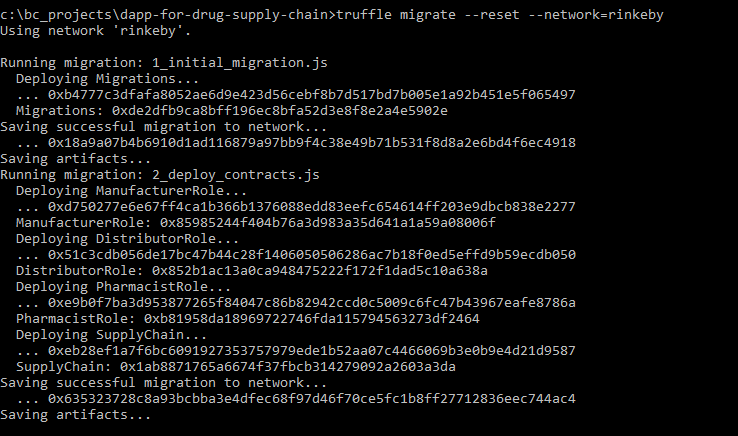 c:\bc_projects\dapp-for-drug-supply-chain>truffle migrate --reset --network=rinkeby
Using network 'rinkeby'.
Running migration: 1_initial_migration.js
Deploying Migrations...
... 0xb4777c3dfafa8052ae6d9e423d56cebf8b7d517bd7b005e1a92b451e5f065497
Migrations: 0xde2dfb9ca8bff196ec8bfa52d3e8f8e2a4e5902e
Saving successful migration to network...
... 0x18a9a07b4b6910d1ad116879a97bb9f4c38e49b71b531f8d8a2e6bd4f6ec4918
Saving artifacts...
Running migration: 2_deploy_contracts.js
Deploying ManufacturerRole...
... 0xd750277e6e67ff4ca1b366b1376088edd83eefc654614ff203e9dbcb838e2277
ManufacturerRole: 0x85985244f404b76a3d983a35d641a1a59a08006f
Deploying DistributorRole...
... 0x51c3cdb056de17bc47b44c28f1406050506286ac7b18f0ed5effd9b59ecdb050
DistributorRole: 0x852b1ac13a0ca948475222f172f1dad5c10a638a
Deploying PharmacistRole...
... 0xe9b0f7ba3d953877265f84047c86b82942ccd0c5009c6fc47b43967eafe8786a
PharmacistRole: 0xb81958da18969722746fda115794563273df2464
Deploying SupplyChain...
... 0xeb28ef1a7f6bc6091927353757979ede1b52aa07c4466069b3e0b9e4d21d9587
SupplyChain: 0x1ab8871765a6674f37fbcb314279092a2603a3da
Saving successful migration to network...
... 0x635323728c8a93bcbba3e4dfec68f97d46f70ce5fc1b8ff27712836eec744ac4
Saving artifacts...